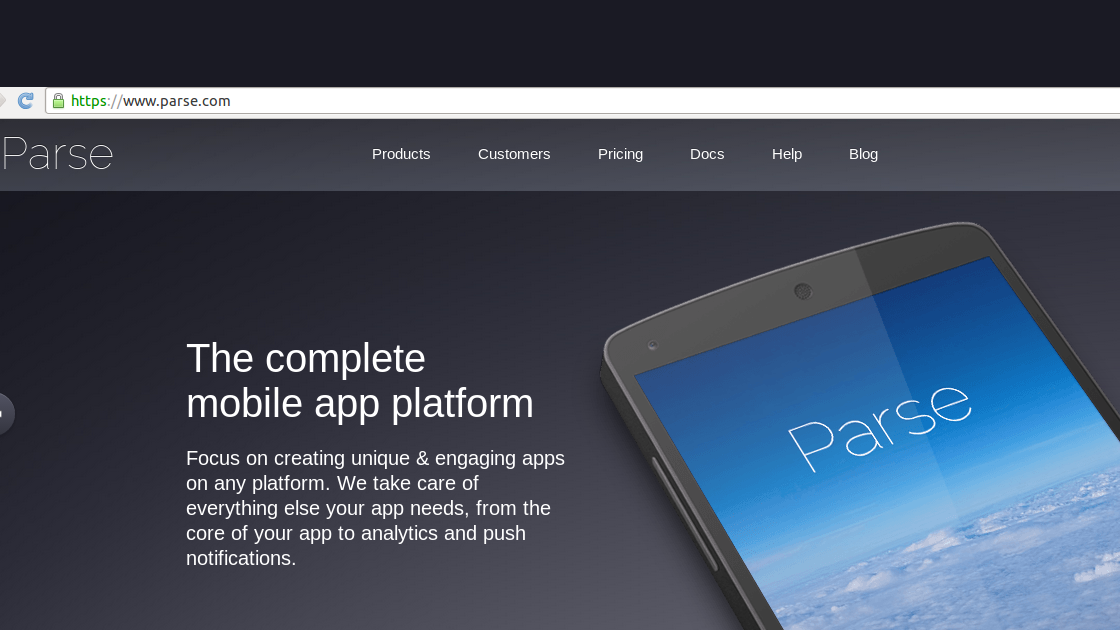 https://www.parse.com
Parse
Products Customers Pricing Docs Help Blog
The complete
mobile app platform
Focus on creating unique & engaging apps
on any platform. We take care of
everything else your app needs, from the
core of your app to analytics and push
notifications.
Parse